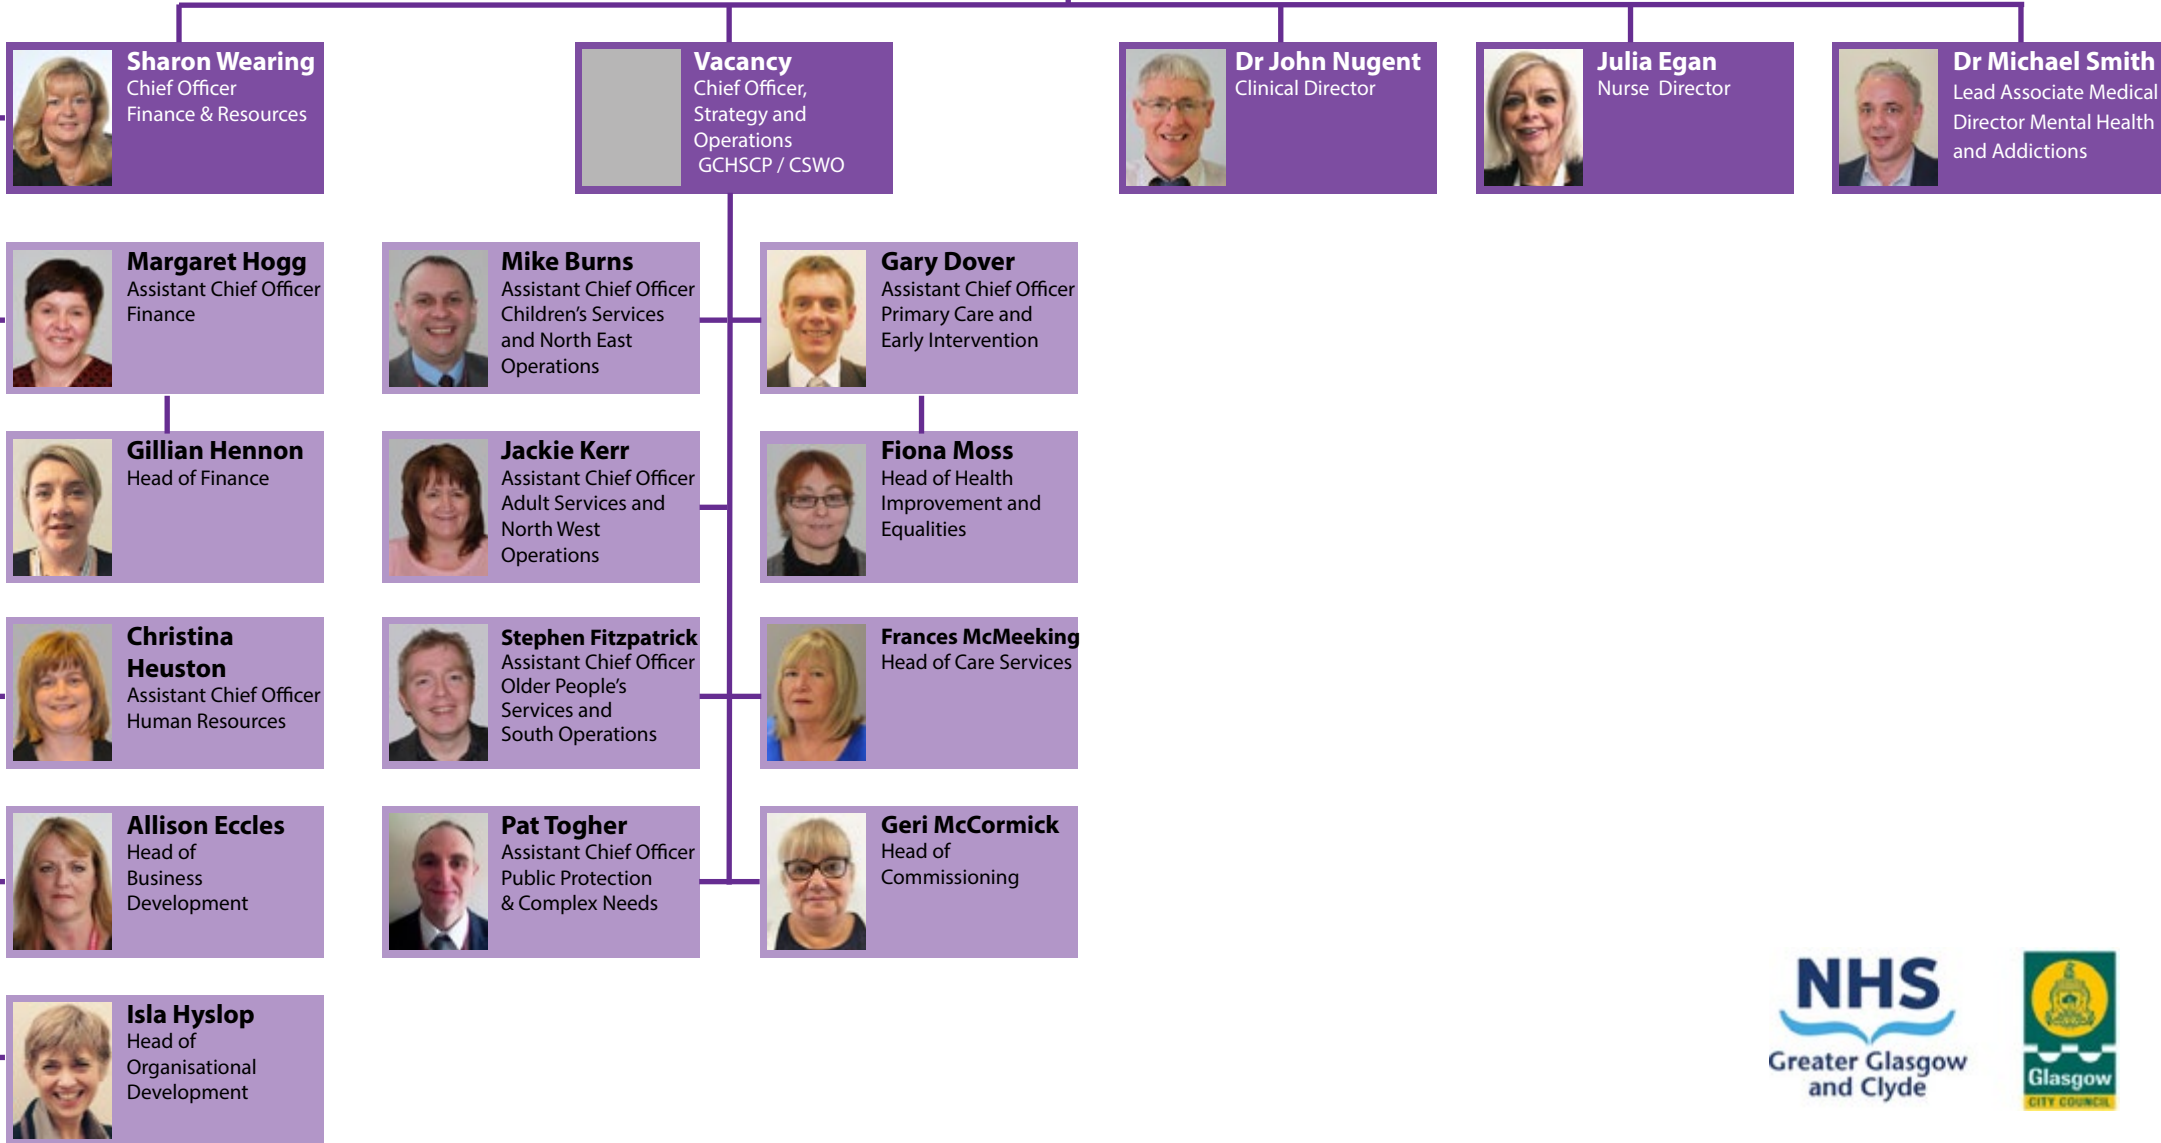 Sharon Wearing
Chief Officer
Finance & Resources
Vacancy
Chief Officer,
Strategy and
Operations
GCHSCP / CSWO
Dr John Nugent
Clinical Director
Julia Egan
Nurse Director
Dr Michael Smith
Lead Associate Medical
Director Mental Health
and Addictions
Margaret Hogg
Assistant Chief Officer
Finance
Mike Burns
Assistant Chief Officer
Children’s Services
and North East
Operations
Gary Dover
Assistant Chief Officer
Primary Care and
Early Intervention
Gillian Hennon
Head of Finance
Jackie Kerr
Assistant Chief Officer
Adult Services and
North West
Operations
Fiona Moss
Head of Health
Improvement and
Equalities
Christina
Heuston
Assistant Chief Officer
Human Resources
Stephen Fitzpatrick
Assistant Chief Officer
Older People’s
Services and
South Operations
Frances McMeeking
Head of Care Services
Allison Eccles
Head of
Business
Development
Pat Togher
Assistant Chief Officer
Public Protection
& Complex Needs
Geri McCormick
Head of
Commissioning
Isla Hyslop
Head of
Organisational
Development
NHS
Greater Glasgow
and Clyde
Glasgow
CITY COUNCIL